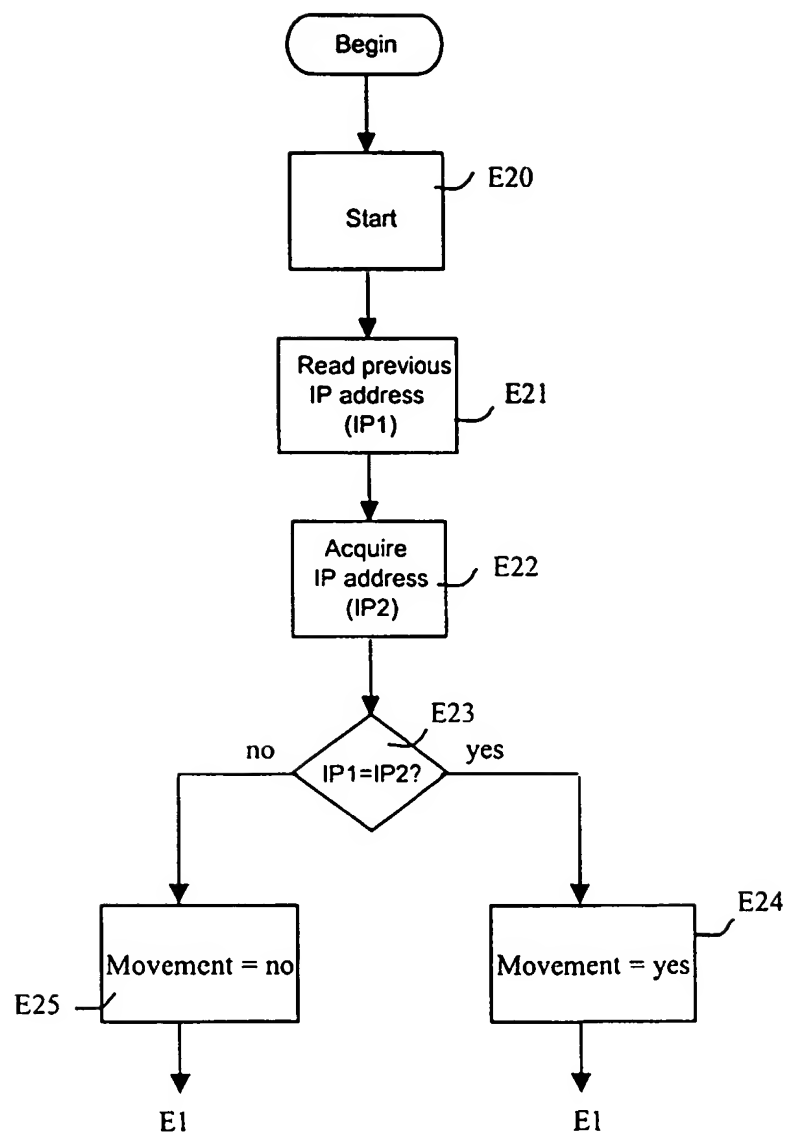 Begin
E20
Start
Read previous
IP address
(IP1)
E21
Acquire
IP address
(IP2)
E22
E23
no
yes
IP1=IP2?
E24
Movement = no
Movement = yes
E25
E1
E1